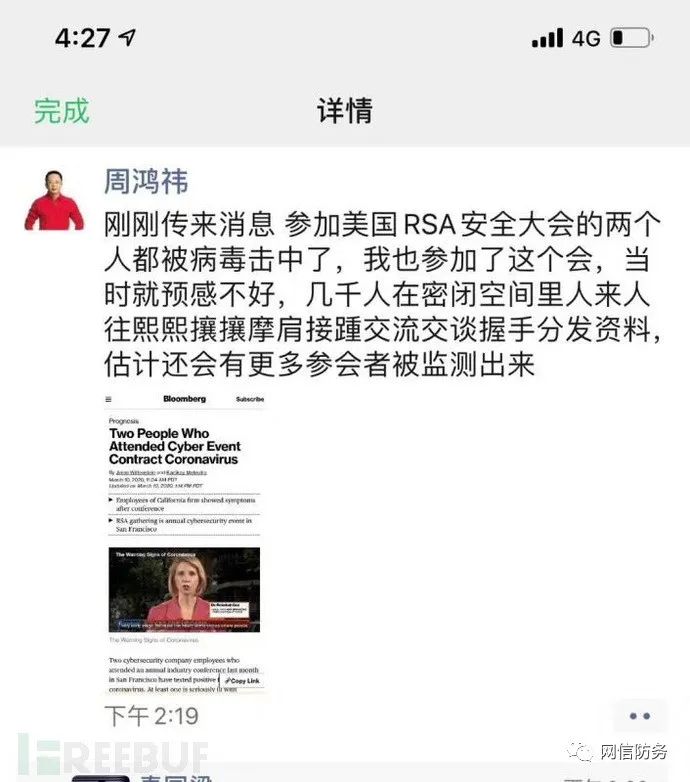 4:27
4G
完成
详情
周鸿祎
刚刚传来消息 参加美国RSA安全大会的两个
人都被病毒击中了，我也参加了这个会，当
时就预感不好，几千人在密闭空间里人来人
往熙熙攘攘摩肩接踵交流交谈握手分发资料，
估计还会有更多参会者被监测出来
Bloomberg
Subscribe
Prognosis
Two People Who
Attended Cyber Event
Contract Coronavirus
March 10, 2020, 11:04 AM PDT
Updated on March 10, 2020, PM PDT
Employees of California firm showed symptoms
after conference
RSA gathering is annual cybersecurity event in
San Francisco
The Warning Signs of Coronavirus
The Warning Signs of Coronavirus
Two cybersecurity company employees who
attended an annual industry conference last month
in San Francisco have tested positive
coronavirus. At least one is seriously ill with
Copy Link
下午2:19
REEBUF
网信防务